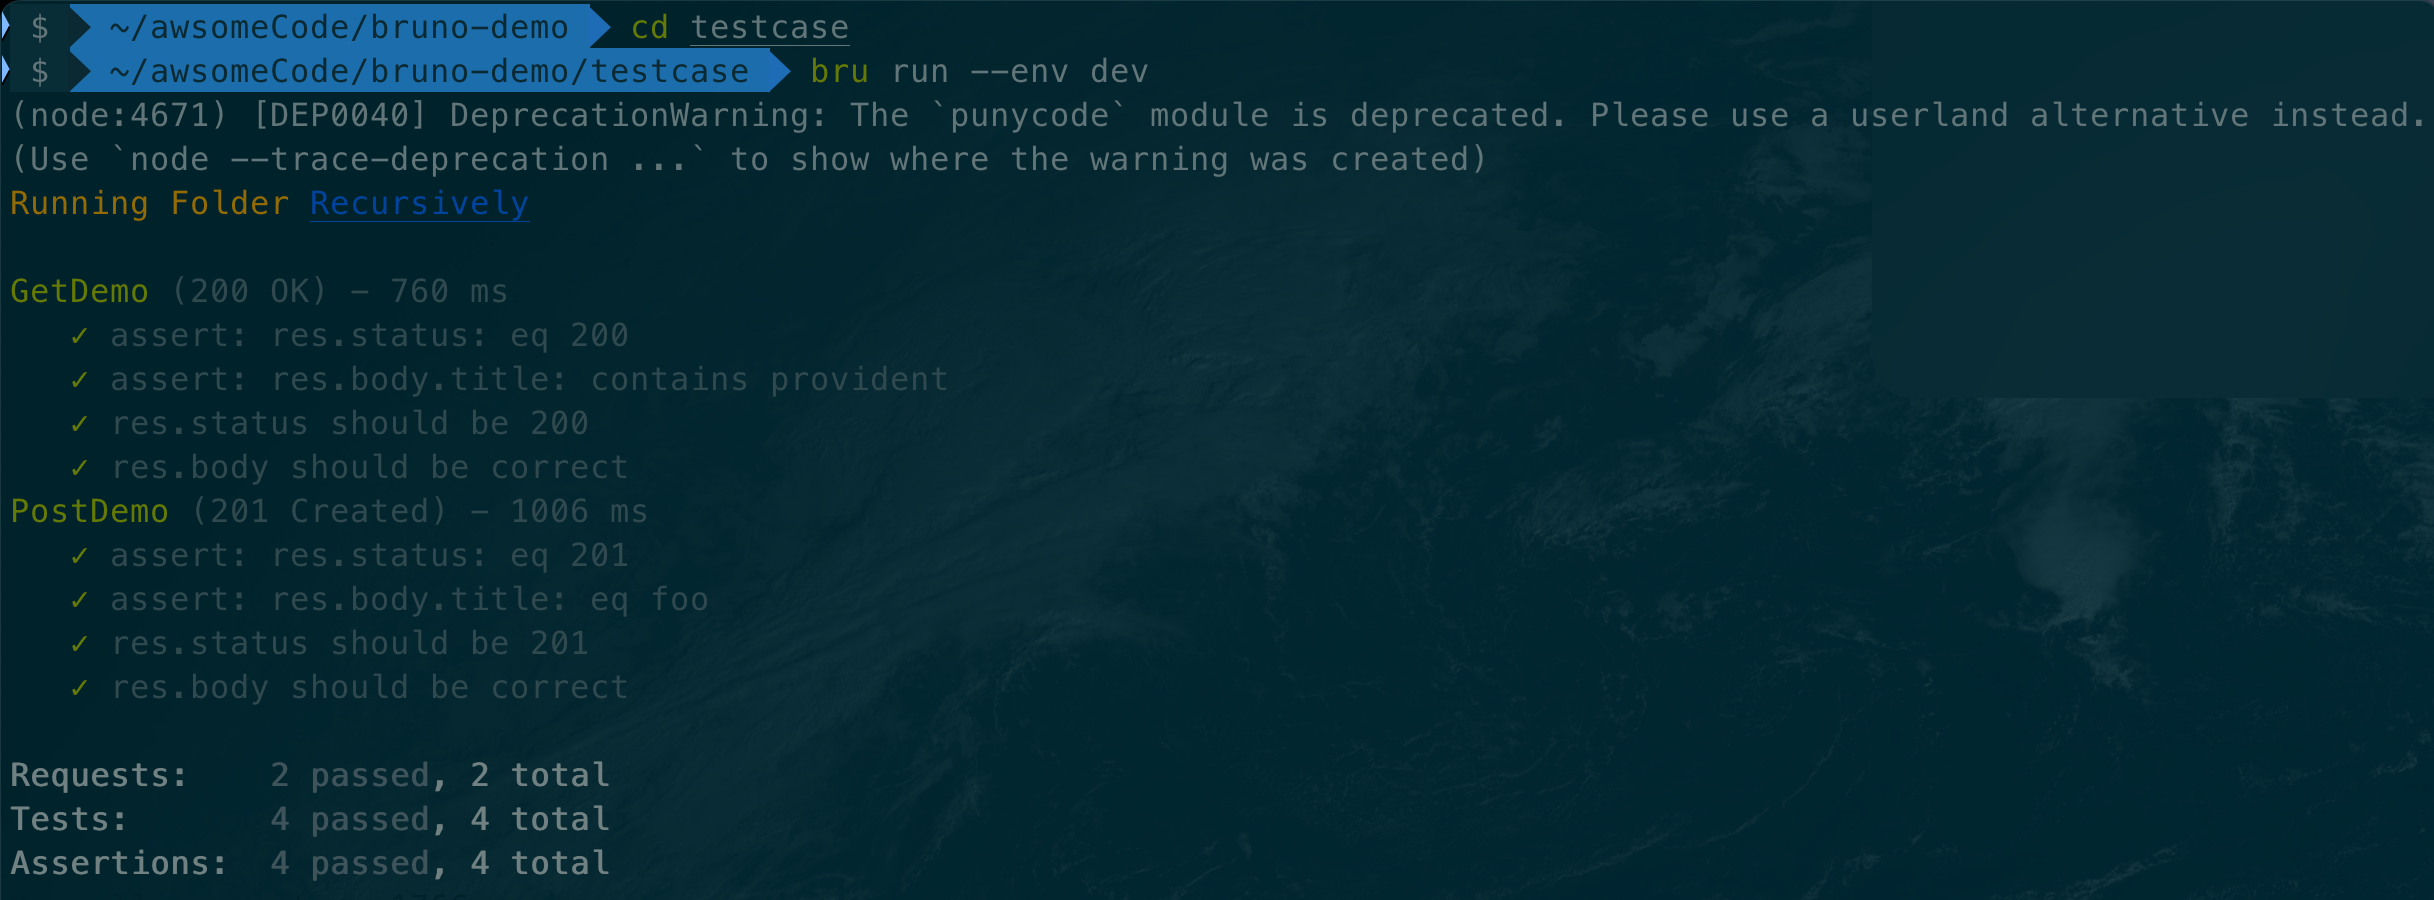 $ ~/awsomeCode/bruno-demo cd testcase
$ ~/awsomeCode/bruno-demo/testcase bru run --env dev
(node:4671) [DEP0040] DeprecationWarning: The `punycode` module is deprecated. Please use a userland alternative instead.
(Use `node --trace-deprecation ...` to show where the warning was created)
Running Folder Recursively
GetDemo (200 OK) - 760 ms
✓ assert: res.status: eq 200
✓ assert: res.body.title: contains provident
✓ res.status should be 200
✓ res.body should be correct
PostDemo (201 Created) - 1006 ms
✓ assert: res.status: eq 201
✓ assert: res.body.title: eq foo
✓ res.status should be 201
✓ res.body should be correct
Requests: 2 passed, 2 total
Tests: 4 passed, 4 total
Assertions: 4 passed, 4 total